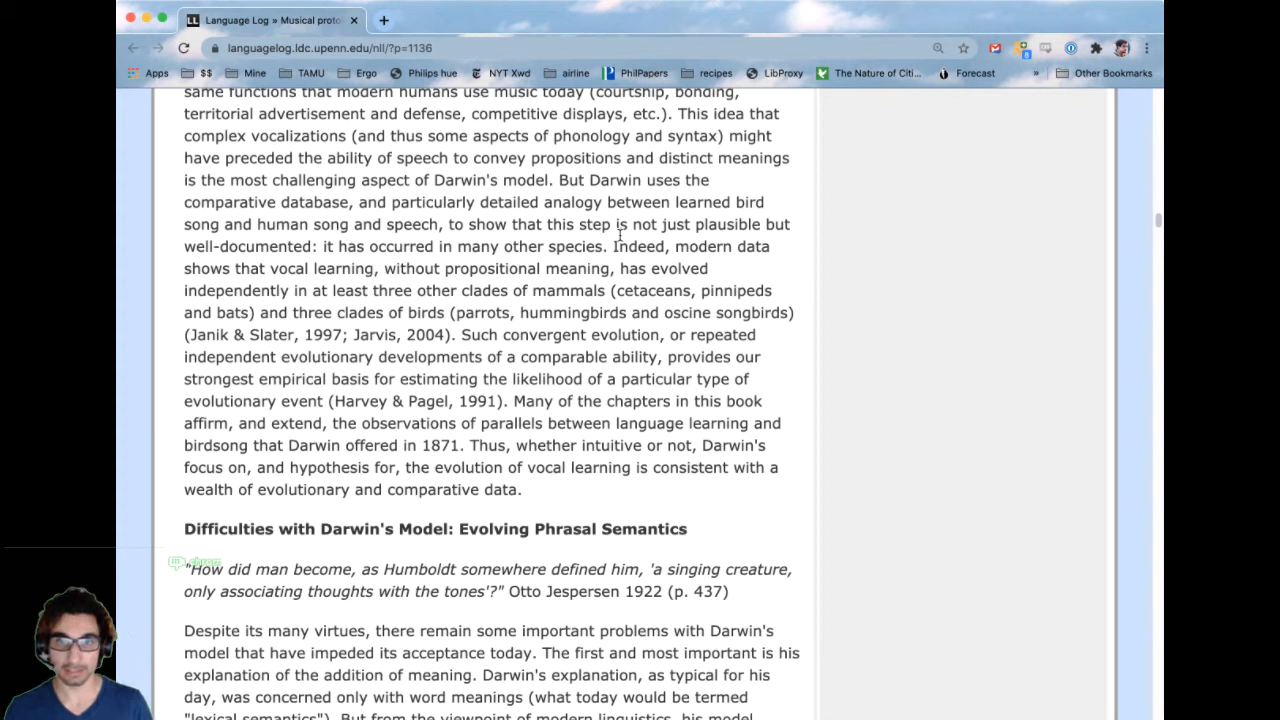 Language Log » Musical proto
languagelog.ldc.upenn.edu/nll/?p=1136
Apps $$ Mine TAMU Ergo Philips hue NYT Xwd airline PhilPapers recipes LibProxy The Nature of Citi... Forecast » Other Bookmarks
same functions that modern humans use music today (courtship, bonding,
territorial advertisement and defense, competitive displays, etc.). This idea that
complex vocalizations (and thus some aspects of phonology and syntax) might
have preceded the ability of speech to convey propositions and distinct meanings
is the most challenging aspect of Darwin's model. But Darwin uses the
comparative database, and particularly detailed analogy between learned bird
song and human song and speech, to show that this step is not just plausible but
well-documented: it has occurred in many other species. Indeed, modern data
shows that vocal learning, without propositional meaning, has evolved
independently in at least three other clades of mammals (cetaceans, pinnipeds
and bats) and three clades of birds (parrots, hummingbirds and oscine songbirds)
(Janik & Slater, 1997; Jarvis, 2004). Such convergent evolution, or repeated
independent evolutionary developments of a comparable ability, provides our
strongest empirical basis for estimating the likelihood of a particular type of
evolutionary event (Harvey & Pagel, 1991). Many of the chapters in this book
affirm, and extend, the observations of parallels between language learning and
birdsong that Darwin offered in 1871. Thus, whether intuitive or not, Darwin's
focus on, and hypothesis for, the evolution of vocal learning is consistent with a
wealth of evolutionary and comparative data.
Difficulties with Darwin's Model: Evolving Phrasal Semantics
"How did man become, as Humboldt somewhere defined him, 'a singing creature,
only associating thoughts with the tones'?" Otto Jespersen 1922 (p. 437)
Despite its many virtues, there remain some important problems with Darwin's
model that have impeded its acceptance today. The first and most important is his
explanation of the addition of meaning. Darwin's explanation, as typical for his
day, was concerned only with word meanings (what today would be termed
"lexical semantics"). But from the viewpoint of modern linguistics, his model